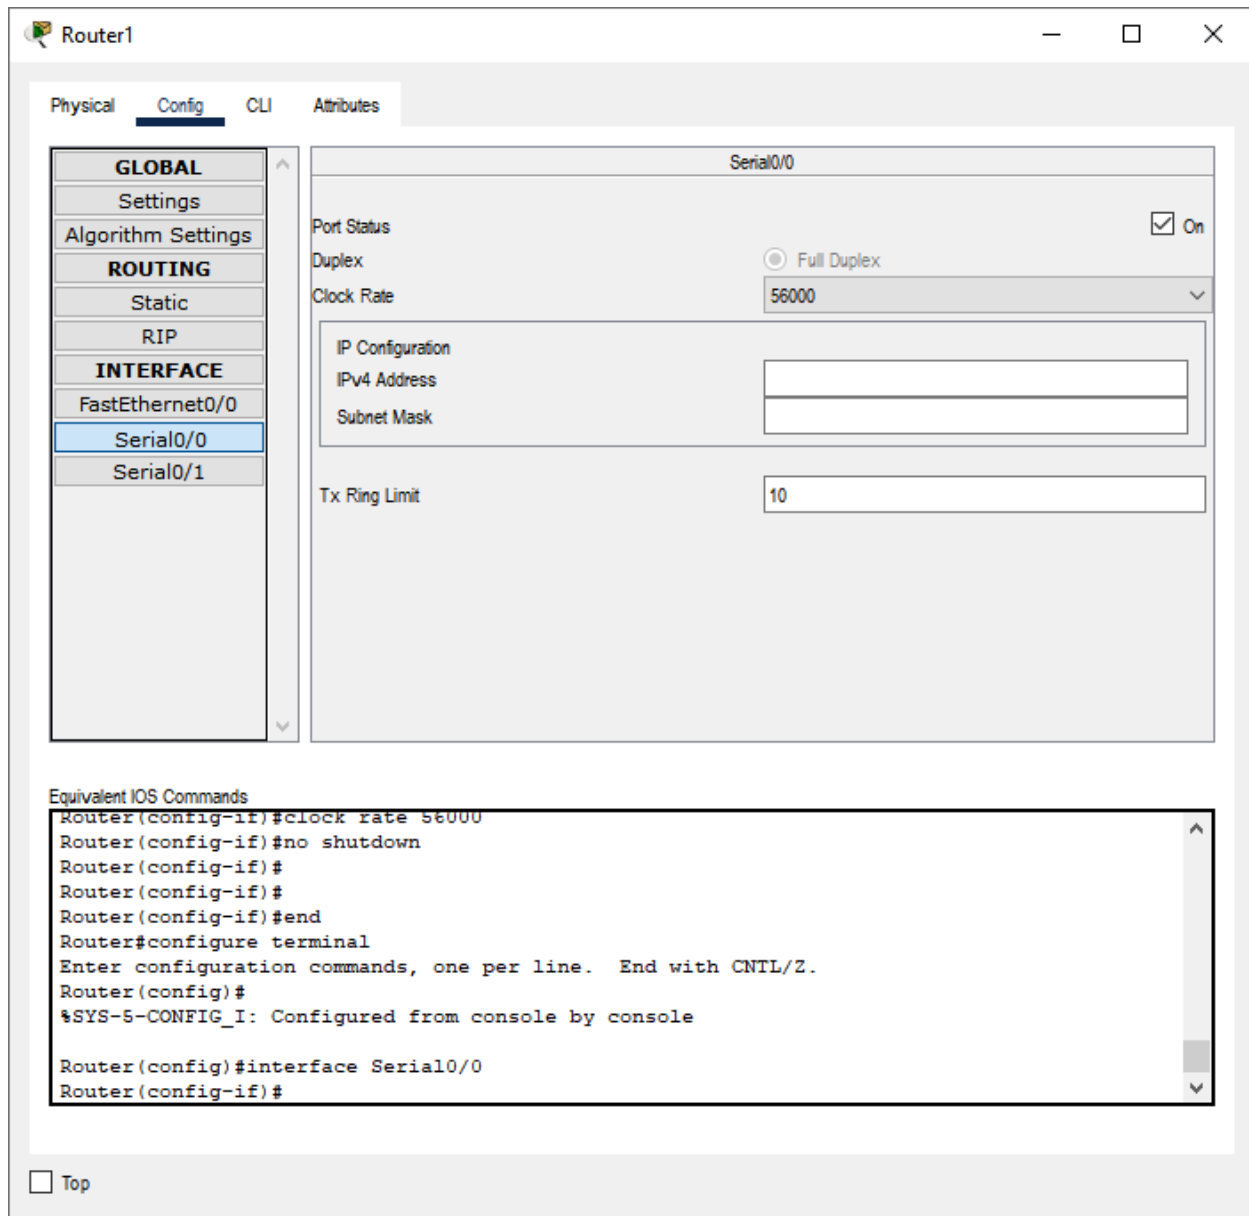 Router1
Physical Config CLI Attributes
GLOBAL
Settings
Algorithm Settings
ROUTING
Static
RIP
INTERFACE
FastEthernet0/0
Serial0/0
Serial0/1
Serial0/0
Port Status On
Duplex Full Duplex
Clock Rate 56000
IP Configuration
IPv4 Address
Subnet Mask
Tx Ring Limit 10
Equivalent IOS Commands
Router(config-if)#clock rate 56000
Router(config-if)#no shutdown
Router(config-if)#
Router(config-if)#
Router(config-if)#end
Router#configure terminal
Enter configuration commands, one per line.  End with CNTL/Z.
Router(config)#
%SYS-5-CONFIG_I: Configured from console by console
Router(config)#interface Serial0/0
Router(config-if)#
Top